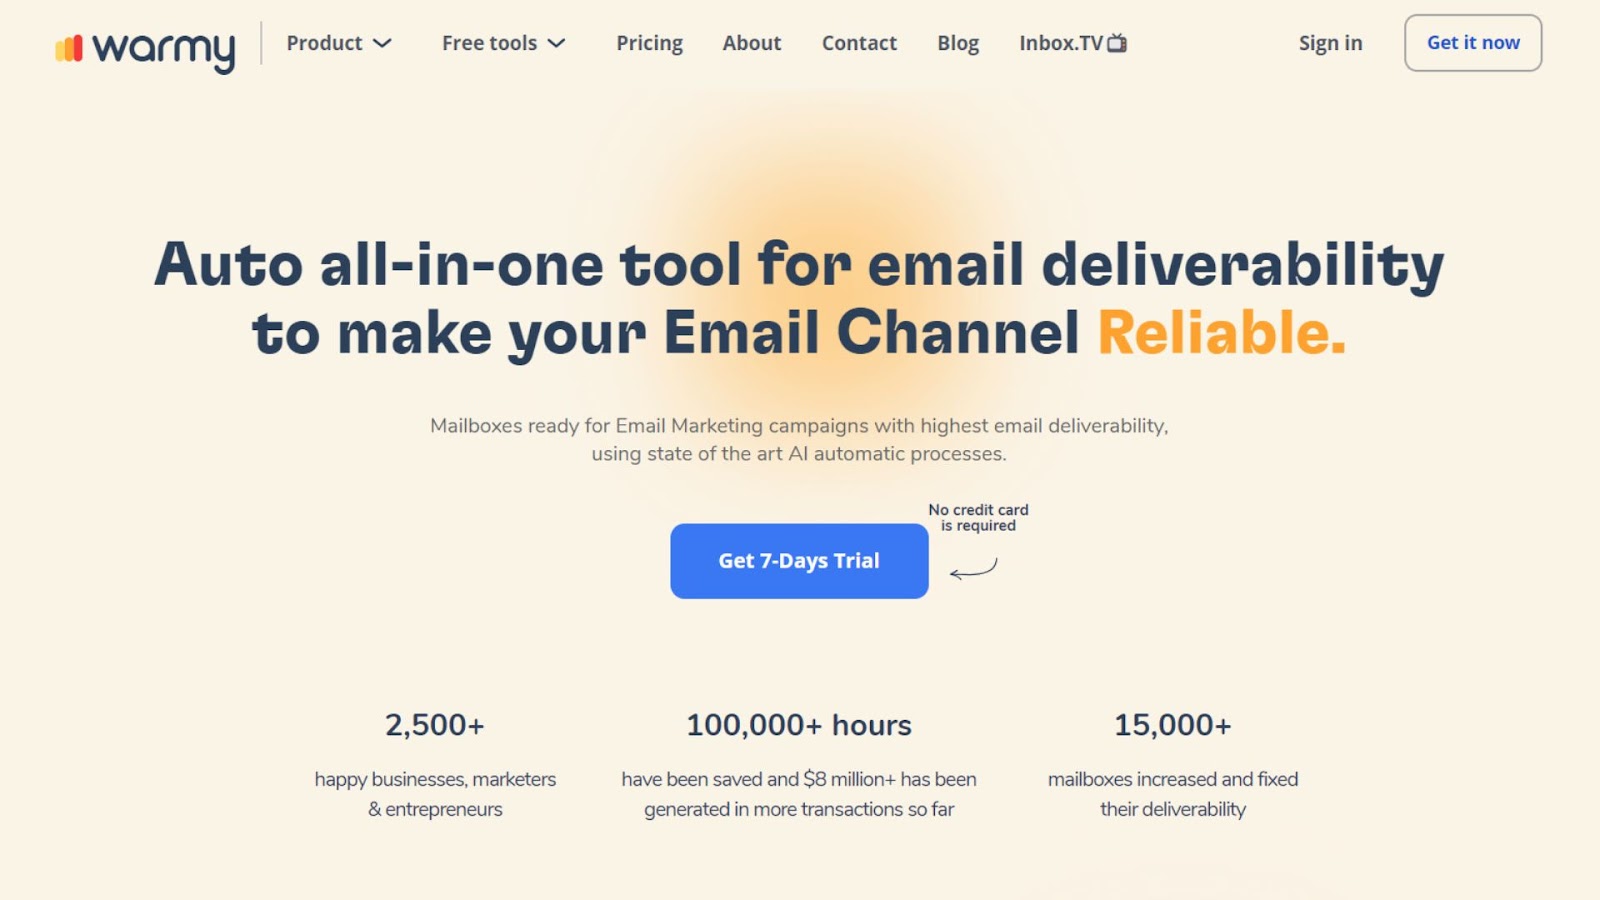 warmy
Product
Free tools
Pricing
About
Contact
Blog
Inbox.TV
Sign in
Get it now
Auto all-in-one tool for email deliverability
to make your Email Channel Reliable.
Mailboxes ready for Email Marketing campaigns with highest email deliverability,
using state of the art AI automatic processes.
No credit card
is required
Get 7-Days Trial
2,500+
happy businesses, marketers
& entrepreneurs
100,000+ hours
have been saved and $8 million+ has been
generated in more transactions so far
15,000+
mailboxes increased and fixed
their deliverability